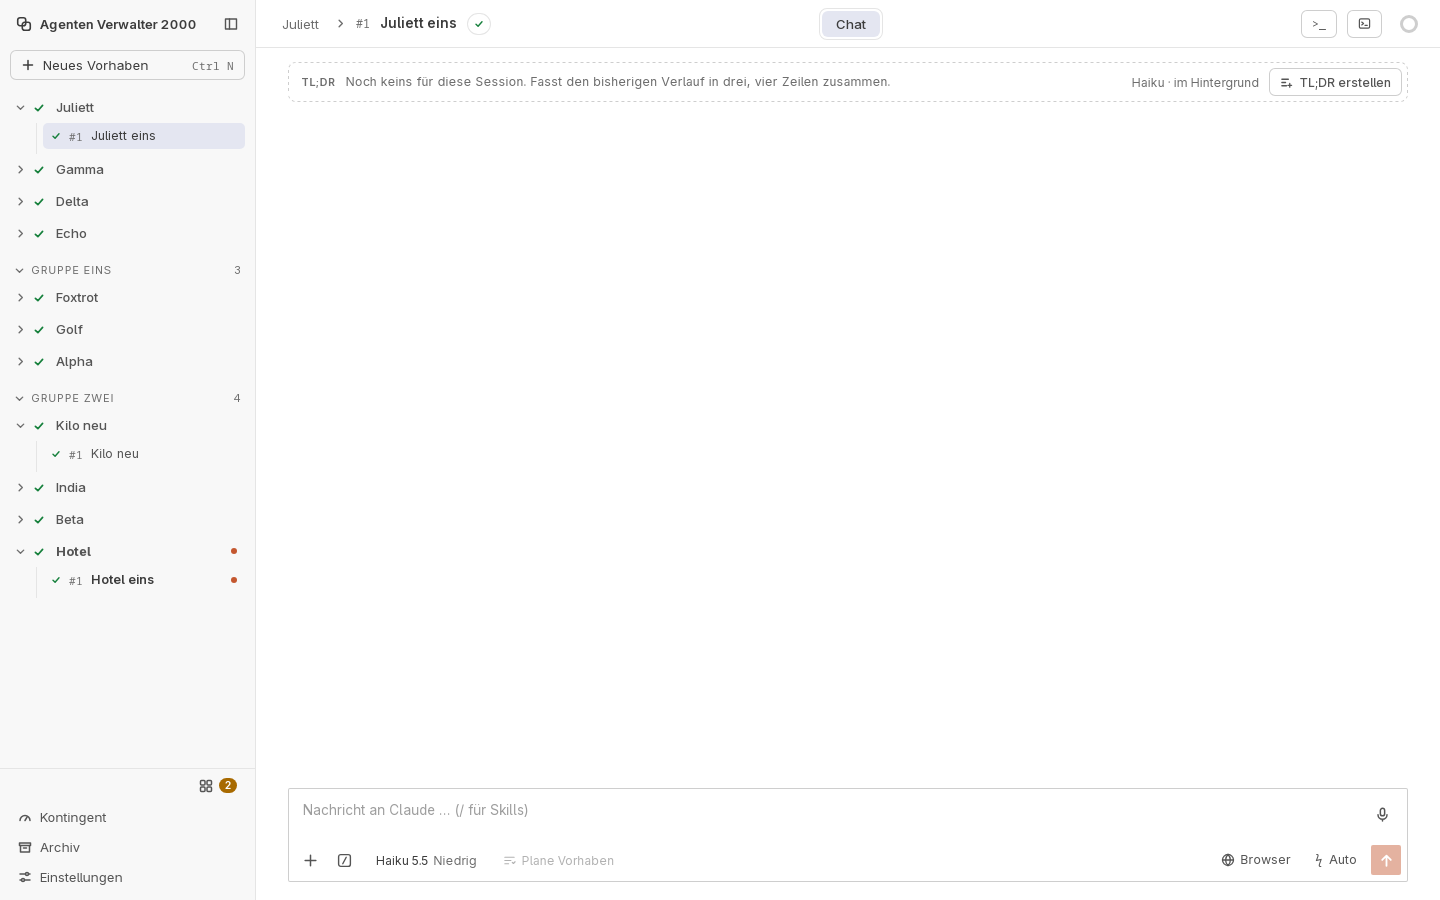 Agenten Verwalter 2000
Neues Vorhaben Ctrl N
Juliett
#1 Juliett eins
Gamma
Delta
Echo
GRUPPE EINS 3
Foxtrot
Golf
Alpha
GRUPPE ZWEI 4
Kilo neu
#1 Kilo neu
India
Beta
Hotel
#1 Hotel eins
2
Kontingent
Archiv
Einstellungen
Juliett #1 Juliett eins
Chat
>_
TL;DR Noch keins für diese Session. Fasst den bisherigen Verlauf in drei, vier Zeilen zusammen. Haiku · im Hintergrund TL;DR erstellen
Nachricht an Claude … (/ für Skills)
Haiku 5.5 Niedrig Plane Vorhaben Browser Auto